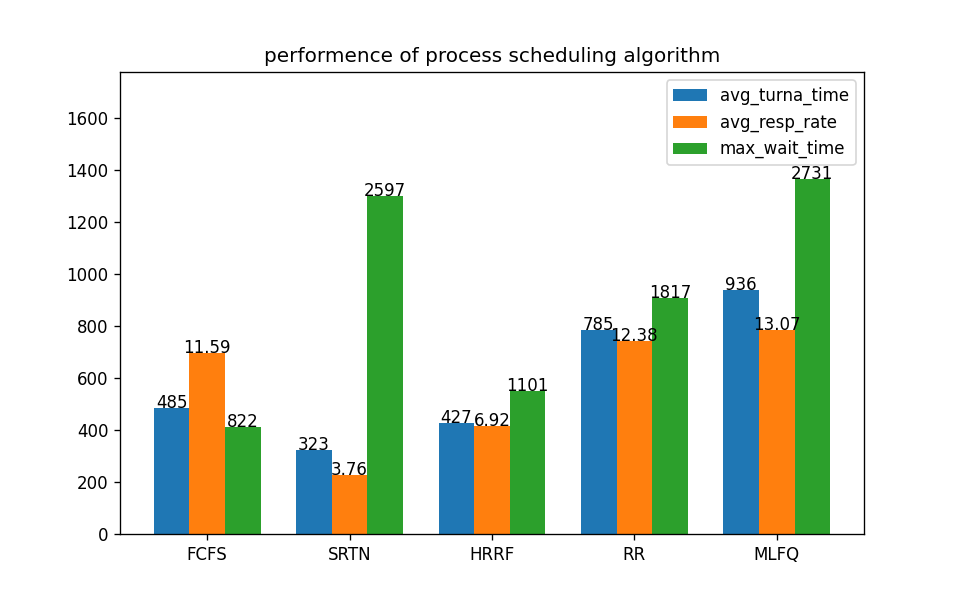 performence of process scheduling algorithm
avg_turna_time
avg_resp_rate
max_wait_time
1600
1400
1200
1000
800
600
400
200
0
485
11.59
822
323
3.76
2597
427
6.92
1101
785
12.38
1817
936
13.07
2731
FCFS
SRTN
HRRF
RR
MLFQ